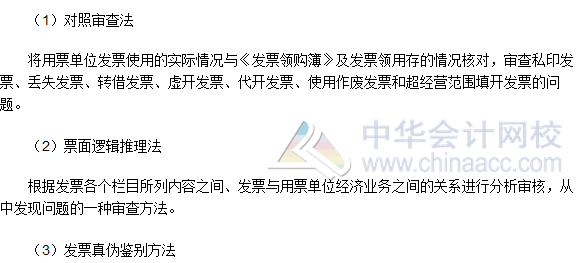 （1）对照审查法
将用票单位发票使用的实际情况与《发票领购簿》及发票领用存的情况核对，审查私印发
票、丢失发票、转借发票、虚开发票、代开发票、使用作废发票和超经营范围填开发票的问
题。
（2）票面逻辑推理法
中华会计网校
www.chinaacc.com
根据发票各个栏目所列内容之间、发票与用票单位经济业务之间的关系进行分析审核，从
中发现问题的一种审查方法。
（3）发票真伪鉴别方法